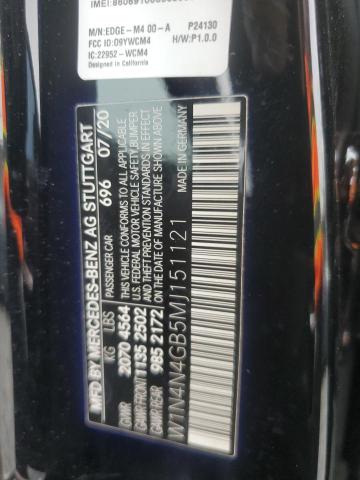 M/N:EDGE-M4 00-A P24130
FCC ID:D9YWCM4 H/W:P1.0.0
IC:22952-WCM4
Designed in California
MFD. BY MERCEDES-BENZ AG STUTTGART
PASSENGER CAR 696 07/20
KG LBS
GVWR 2070 4564
GAWR FRONT 1135 2502
GAWR REAR 985 2172
THIS VEHICLE CONFORMS TO ALL APPLICABLE
U.S. FEDERAL MOTOR VEHICLE SAFETY, BUMPER,
AND THEFT PREVENTION STANDARDS IN EFFECT
ON THE DATE OF MANUFACTURE SHOWN ABOVE.
MADE IN GERMANY
W1N4N4GB5MJ151121